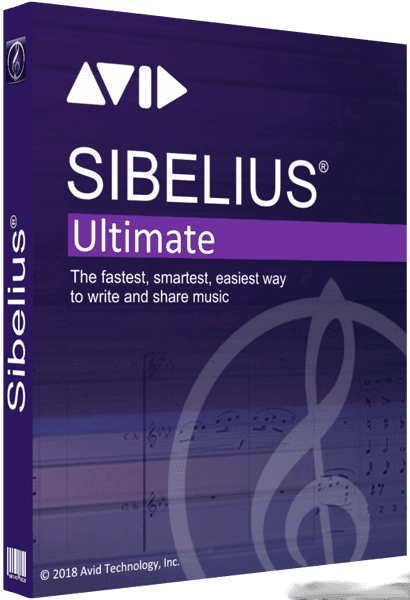 AVID
SIBELIUS®
Ultimate
The fastest, smartest, easiest way
to write and share music
© 2018 Avid Technology, Inc.
Sibelius®